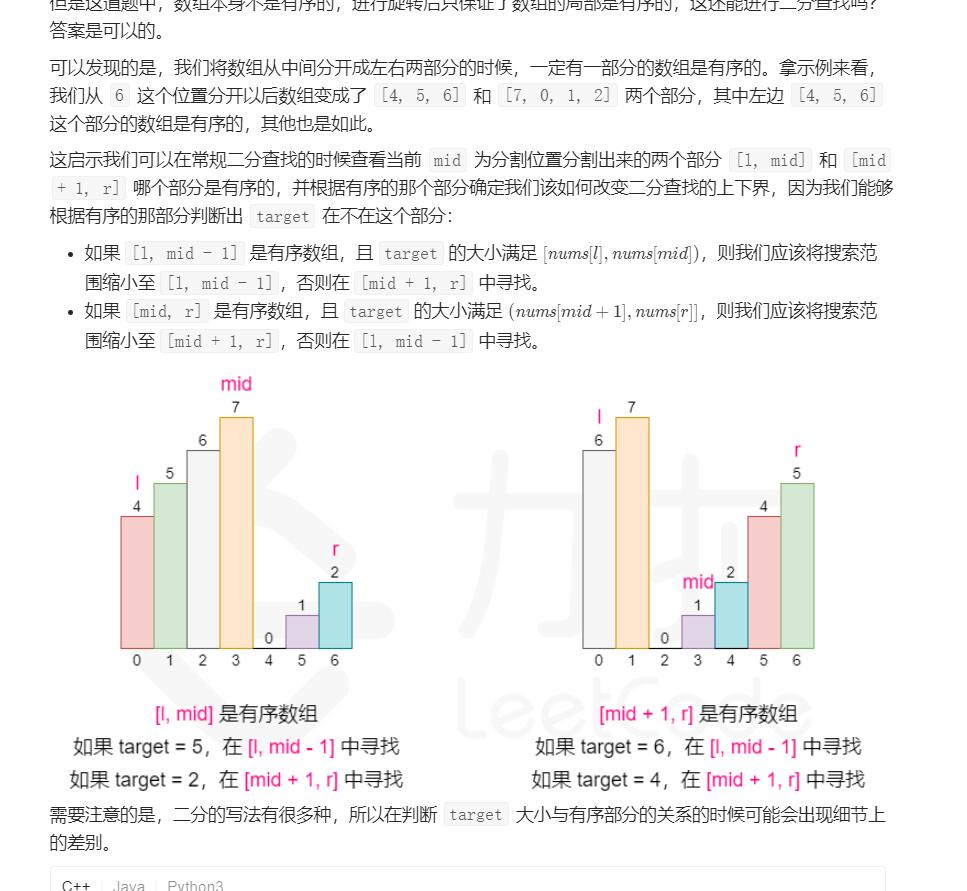 但是这道题中，数组本身不是有序的，进行旋转后只保证了数组的局部是有序的，这还能进行二分查找吗？
答案是可以的。
可以发现的是，我们将数组从中间分开成左右两部分的时候，一定有一部分的数组是有序的。拿示例来看，
我们从 6 这个位置分开以后数组变成了 [4, 5, 6] 和 [7, 0, 1, 2] 两个部分，其中左边 [4, 5, 6]
这个部分的数组是有序的，其他也是如此。
这启示我们可以在常规二分查找的时候查看当前 mid 为分割位置分割出来的两个部分 [l, mid] 和 [mid
+ 1, r] 哪个部分是有序的，并根据有序的那个部分确定我们该如何改变二分查找的上下界，因为我们能够
根据有序的那部分判断出 target 在不在这个部分：
• 如果 [l, mid - 1] 是有序数组，且 target 的大小满足 [nums[l], nums[mid])，则我们应该将搜索范
围缩小至 [l, mid - 1]，否则在 [mid + 1, r] 中寻找。
• 如果 [mid, r] 是有序数组，且 target 的大小满足 (nums[mid + 1], nums[r]]，则我们应该将搜索范
围缩小至 [mid + 1, r]，否则在 [l, mid - 1] 中寻找。
mid
7
6
l
5
4
r
2
1
0
0 1 2 3 4 5 6
[l, mid] 是有序数组
如果 target = 5，在 [l, mid - 1] 中寻找
如果 target = 2，在 [mid + 1, r] 中寻找
7
l
6
r
5
4
mid
2
1
0
0 1 2 3 4 5 6
[mid + 1, r] 是有序数组
如果 target = 6，在 [l, mid - 1] 中寻找
如果 target = 4，在 [mid + 1, r] 中寻找
力扣
LeetCode
需要注意的是，二分的写法有很多种，所以在判断 target 大小与有序部分的关系的时候可能会出现细节上
的差别。
C++ Java Python3